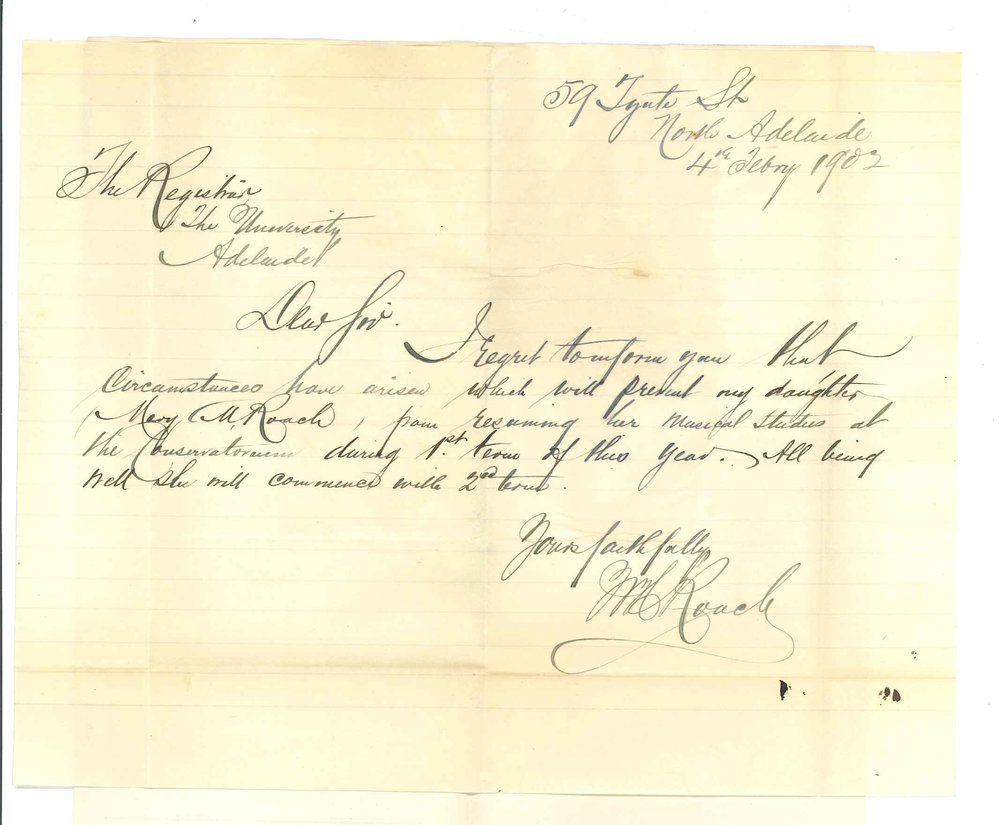 59 Tynte St
North Adelaide
4th Febry 1902
The Registrar,
The University
Adelaide
Dear Sir.
I regret to inform you that
Circumstances have arisen which will prevent my daughter,
Mary M. Roach, from resuming her musical studies at
the Conservatorium during 1st term of this year. All being
well she will commence with 2nd term.
Yours faithfully
Roach